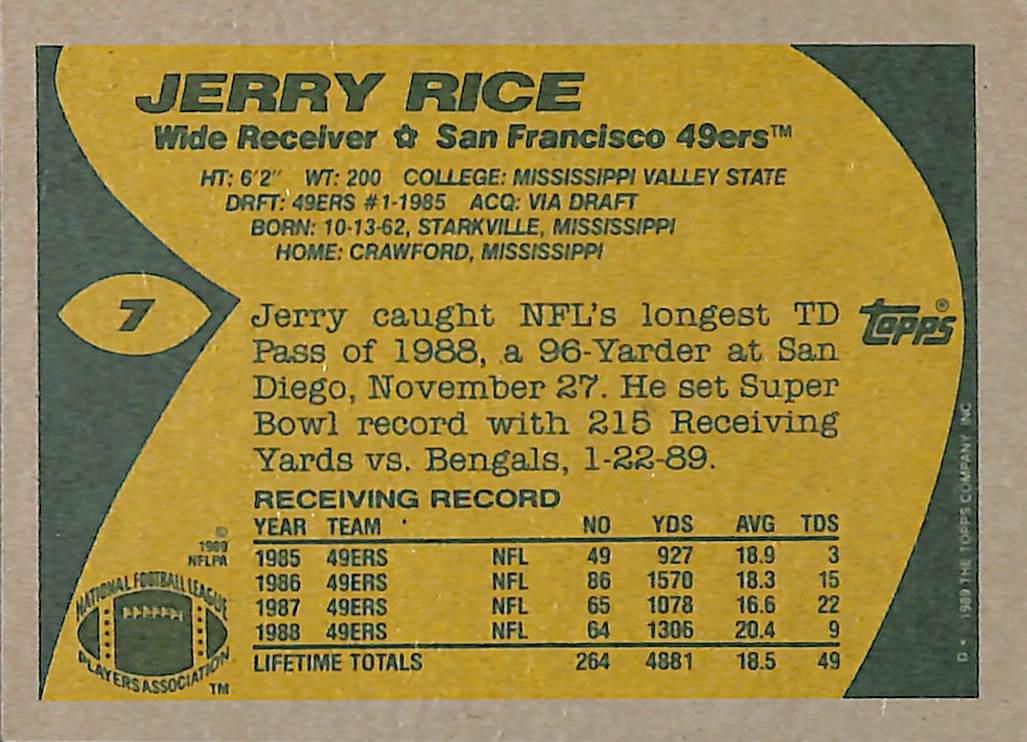 JERRY RICE
Wide Receiver ☆ San Francisco 49ers™
HT: 6'2" WT: 200 COLLEGE: MISSISSIPPI VALLEY STATE
DRFT: 49ERS #1-1985 ACQ: VIA DRAFT
BORN: 10-13-62, STARKVILLE, MISSISSIPPI
HOME: CRAWFORD, MISSISSIPPI
7
Jerry caught NFL's longest TD
Pass of 1988, a 96-Yarder at San
Diego, November 27. He set Super
Bowl record with 215 Receiving
Yards vs. Bengals, 1-22-89.
topps®
RECEIVING RECORD
YEAR TEAM NO YDS AVG TDS
1985 49ERS NFL 49 927 18.9 3
1986 49ERS NFL 86 1570 18.3 15
1987 49ERS NFL 65 1078 16.6 22
1988 49ERS NFL 64 1306 20.4 9
LIFETIME TOTALS 264 4881 18.5 49
©
1989
NFLPA
NATIONAL FOOTBALL LEAGUE
PLAYERS ASSOCIATION
TM
D * 1989 THE TOPPS COMPANY, INC.